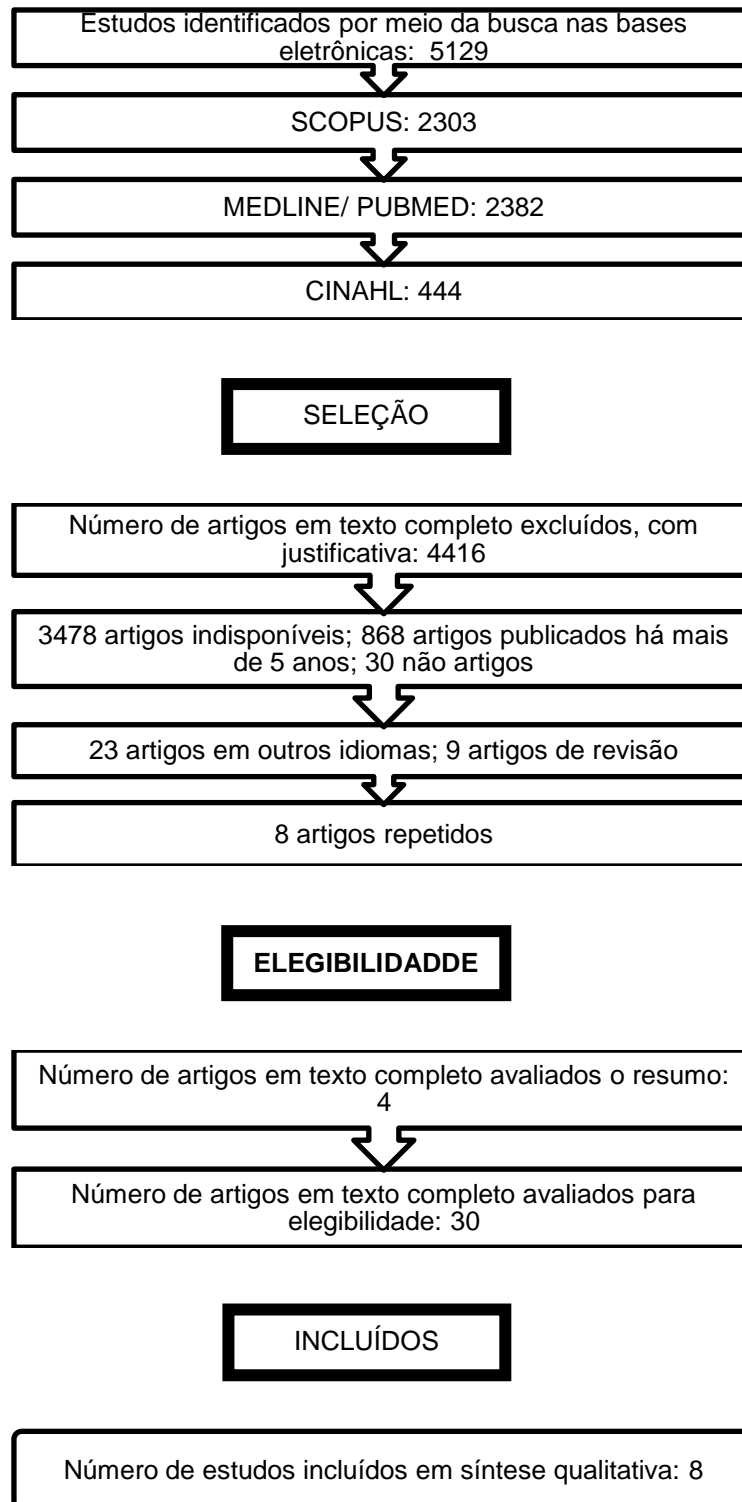 Estudos identificados por meio da busca nas bases
eletrônicas:  5129
SCOPUS: 2303
MEDLINE/ PUBMED: 2382
CINAHL: 444
SELEÇÃO
Número de artigos em texto completo excluídos, com
justificativa: 4416
3478 artigos indisponíveis; 868 artigos publicados há mais
de 5 anos; 30 não artigos
23 artigos em outros idiomas; 9 artigos de revisão
8 artigos repetidos
ELEGIBILIDADDE
Número de artigos em texto completo avaliados o resumo:
4
Número de artigos em texto completo avaliados para
elegibilidade: 30
INCLUÍDOS
Número de estudos incluídos em síntese qualitativa: 8